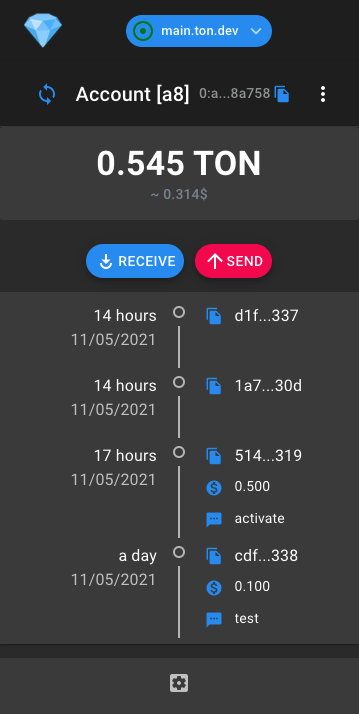 main.ton.dev
Account [a8] 0:a...8a758
0.545 TON
~ 0.314$
RECEIVE SEND
14 hours d1f...337
11/05/2021
14 hours 1a7...30d
11/05/2021
17 hours 514...319
11/05/2021 0.500
activate
a day cdf...338
11/05/2021 0.100
test